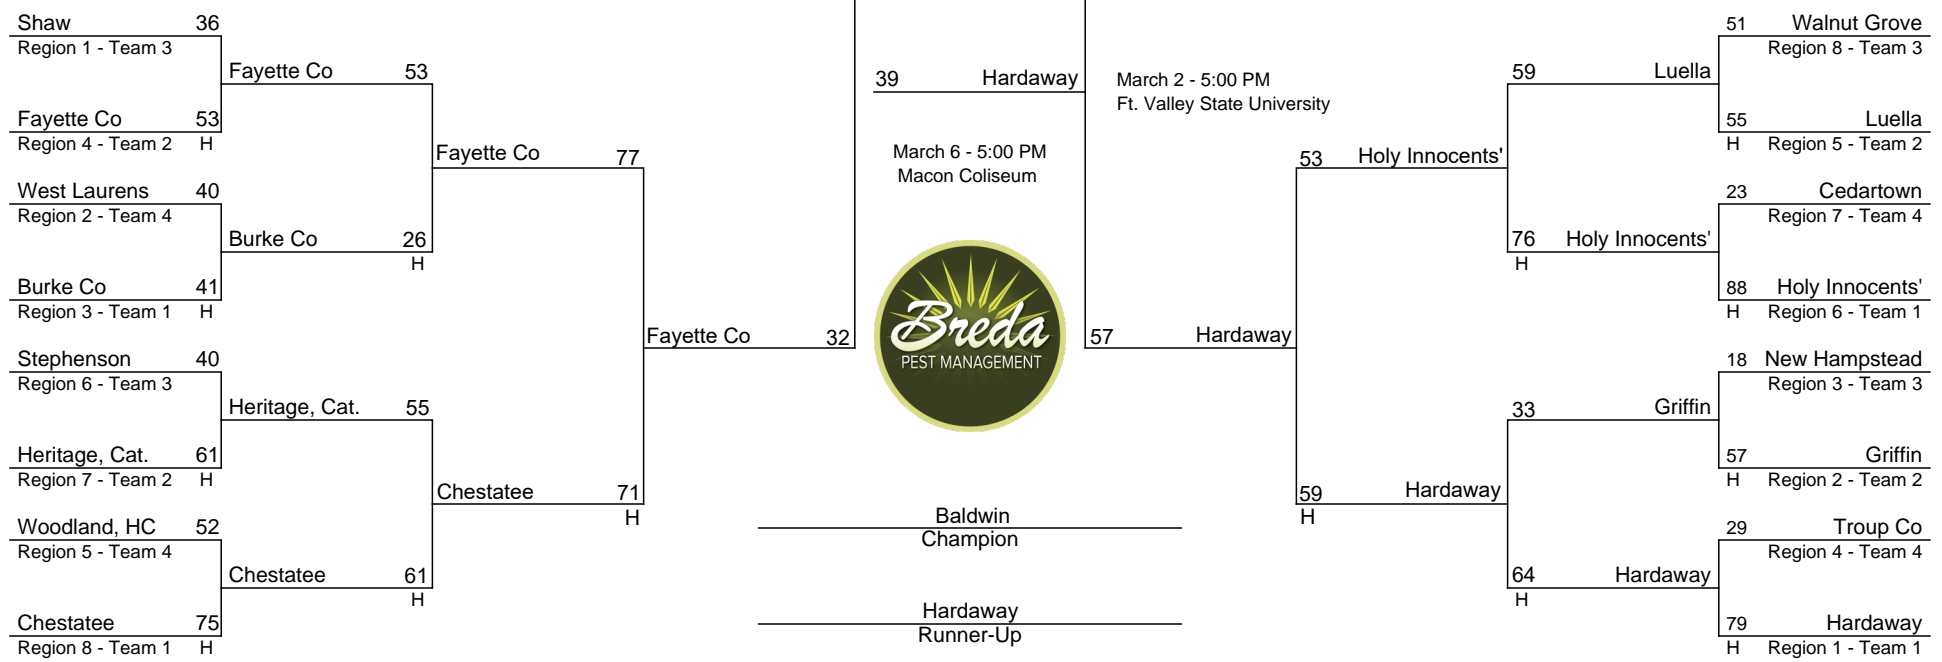 Shaw 36
Region 1 - Team 3
Fayette Co 53
Fayette Co 53
Region 4 - Team 2 H
Fayette Co 77
West Laurens 40
Region 2 - Team 4
Burke Co 26
H
Burke Co 41
Region 3 - Team 1 H
Fayette Co 32
Stephenson 40
Region 6 - Team 3
Heritage, Cat. 55
Heritage, Cat. 61
Region 7 - Team 2 H
Chestatee 71
H
Woodland, HC 52
Region 5 - Team 4
Chestatee 61
H
Chestatee 75
Region 8 - Team 1 H
39 Hardaway
March 6 - 5:00 PM
Macon Coliseum
Breda
PEST MANAGEMENT
Baldwin
Champion
Hardaway
Runner-Up
March 2 - 5:00 PM
Ft. Valley State University
51 Walnut Grove
Region 8 - Team 3
59 Luella
55 Luella
H Region 5 - Team 2
53 Holy Innocents'
23 Cedartown
Region 7 - Team 4
76 Holy Innocents'
H
88 Holy Innocents'
H Region 6 - Team 1
57 Hardaway
18 New Hampstead
Region 3 - Team 3
33 Griffin
57 Griffin
H Region 2 - Team 2
59 Hardaway
H
29 Troup Co
Region 4 - Team 4
64 Hardaway
H
79 Hardaway
H Region 1 - Team 1